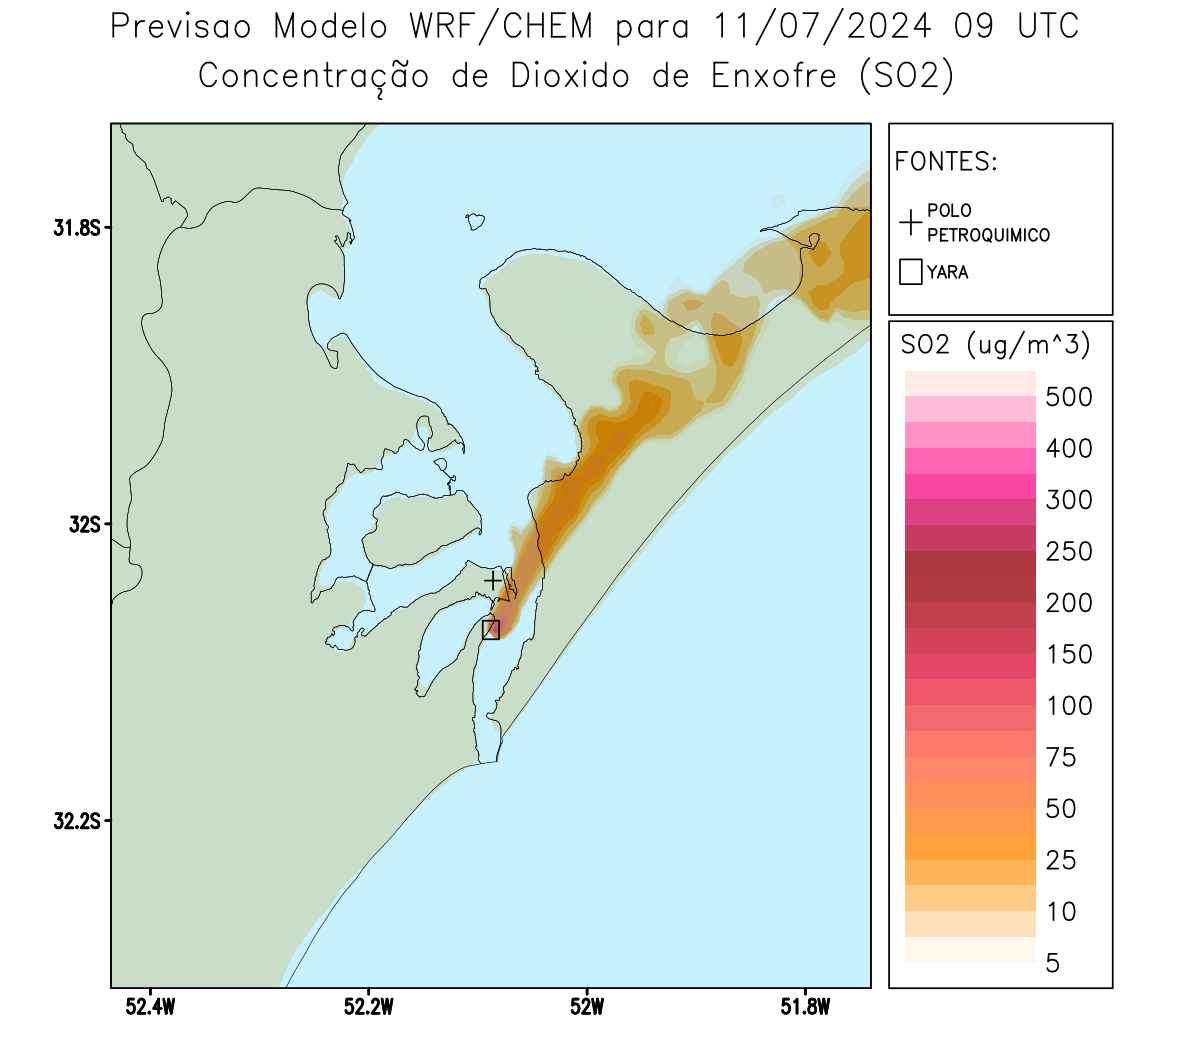 Previsao Modelo WRF/CHEM para 11/07/2024 09 UTC
Concentração de Dioxido de Enxofre (SO2)
FONTES:
POLO
PETROQUIMICO
YARA
31.8S
32S
32.2S
52.4W
52.2W
52W
51.8W
SO2 (ug/m^3)
500
400
300
250
200
150
100
75
50
25
10
5